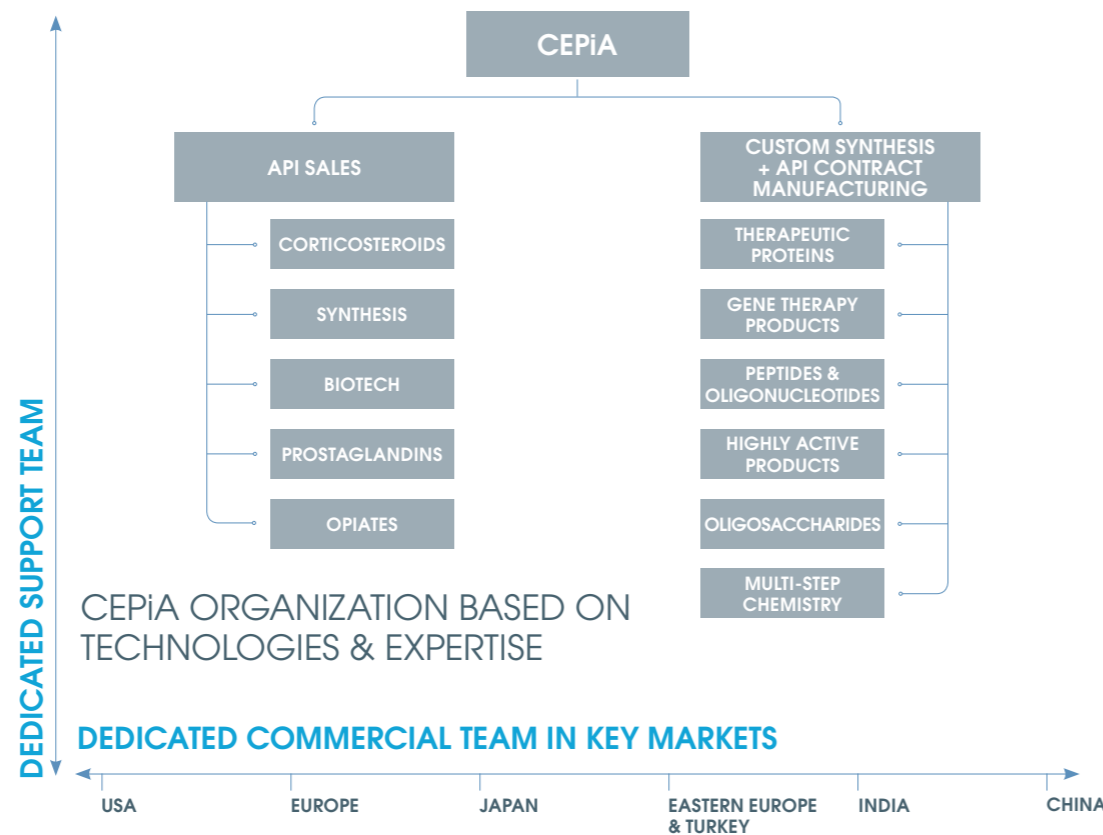 CEPiA
API SALES
CORTICOSTEROIDS
SYNTHESIS
BIOTECH
PROSTAGLANDINS
OPIATES
CUSTOM SYNTHESIS
+ API CONTRACT
MANUFACTURING
THERAPEUTIC
PROTEINS
GENE THERAPY
PRODUCTS
PEPTIDES &
OLIGONUCLEOTIDES
HIGHLY ACTIVE
PRODUCTS
OLIGOSACCHARIDES
MULTI-STEP
CHEMISTRY
CEPiA ORGANIZATION BASED ON
TECHNOLOGIES & EXPERTISE
DEDICATED SUPPORT TEAM
DEDICATED COMMERCIAL TEAM IN KEY MARKETS
USA
EUROPE
JAPAN
EASTERN EUROPE
& TURKEY
INDIA
CHINA